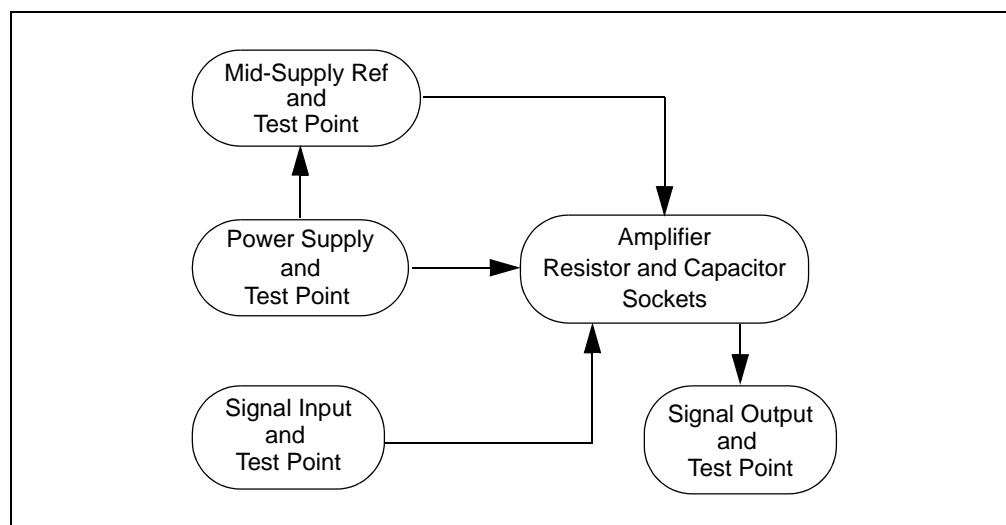 Mid-Supply Ref
and
Test Point
Power Supply
and
Test Point
Amplifier
Resistor and Capacitor
Sockets
Signal Input
and
Test Point
Signal Output
and
Test Point